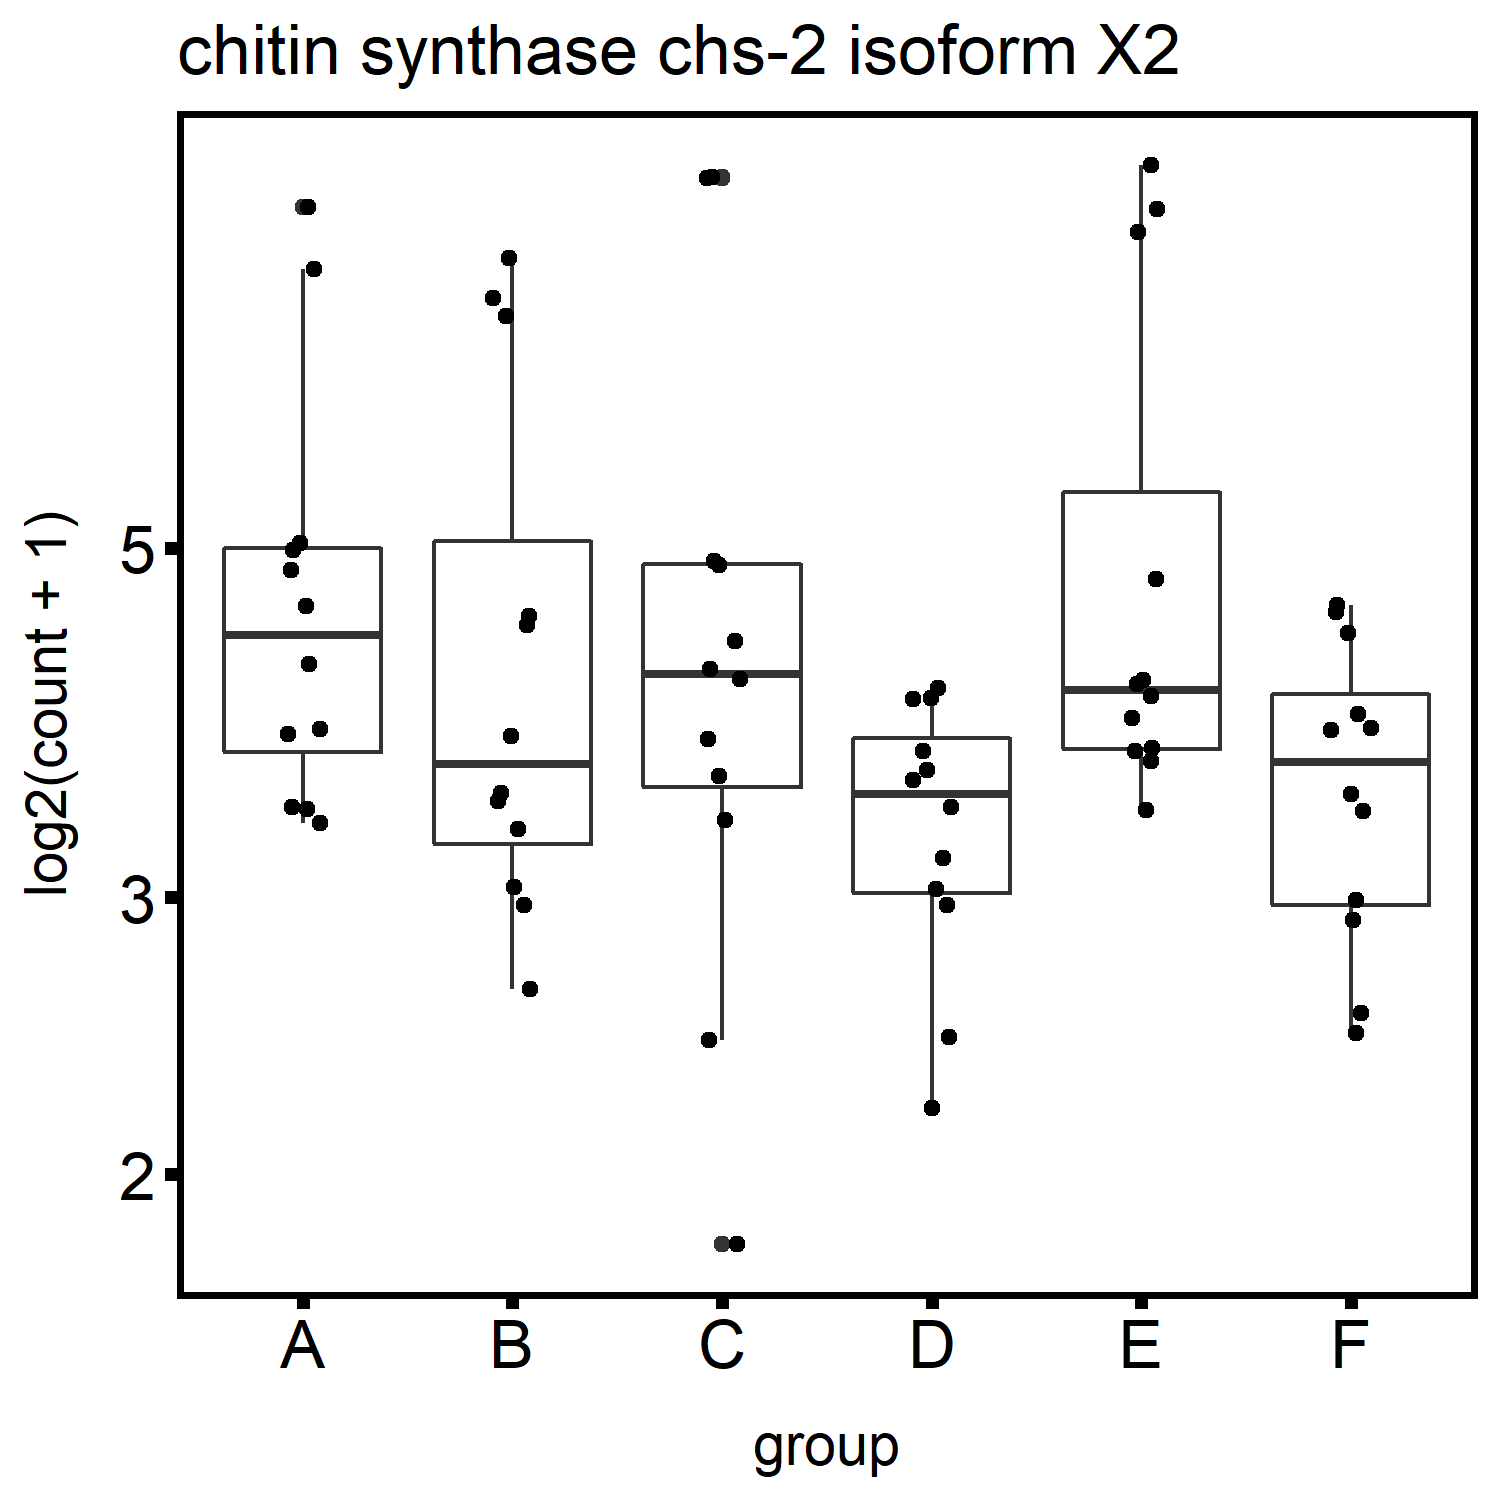 chitin synthase chs-2 isoform X2
log2(count + 1)
5
3
2
A B C D E F
group